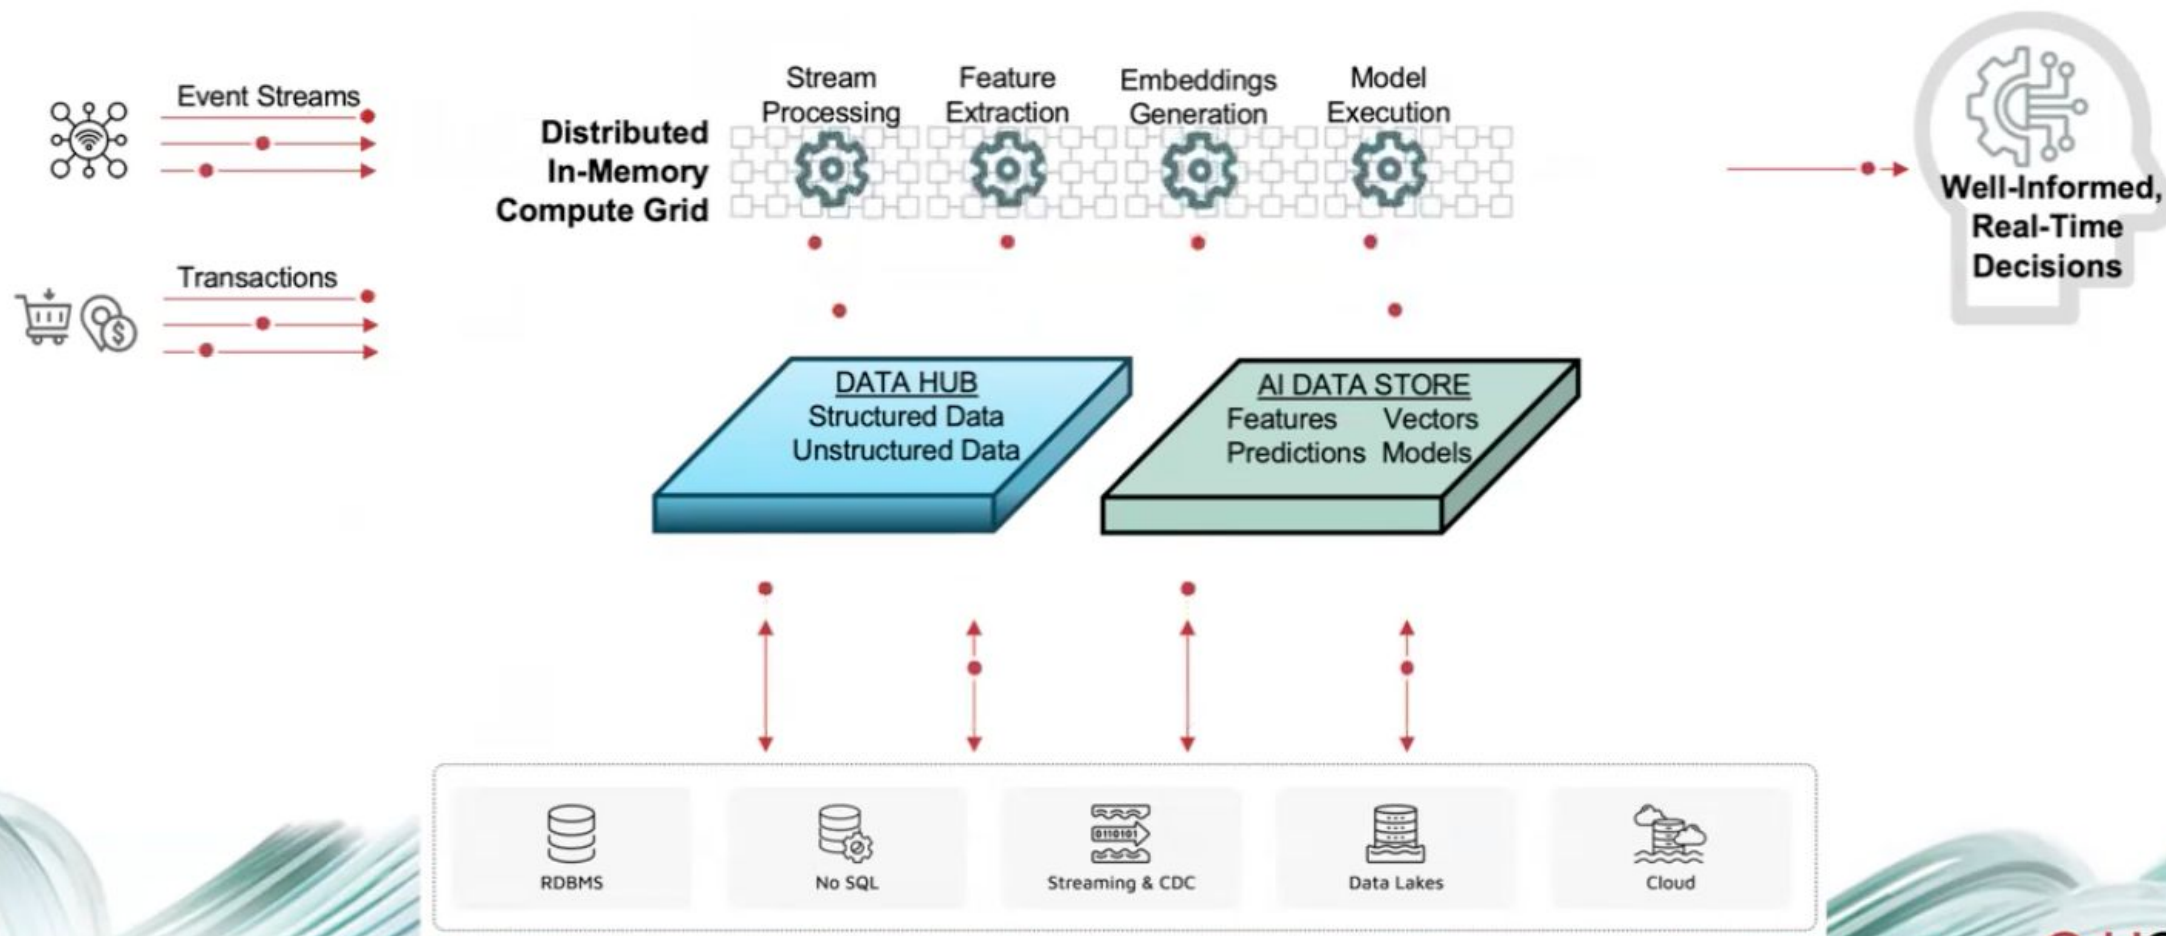 Event Streams
Transactions
Distributed
In-Memory
Compute Grid
Stream
Processing
Feature
Extraction
Embeddings
Generation
Model
Execution
Well-Informed,
Real-Time
Decisions
DATA HUB
Structured Data
Unstructured Data
AI DATA STORE
Features Vectors
Predictions Models
RDBMS
No SQL
0110101
Streaming & CDC
Data Lakes
Cloud